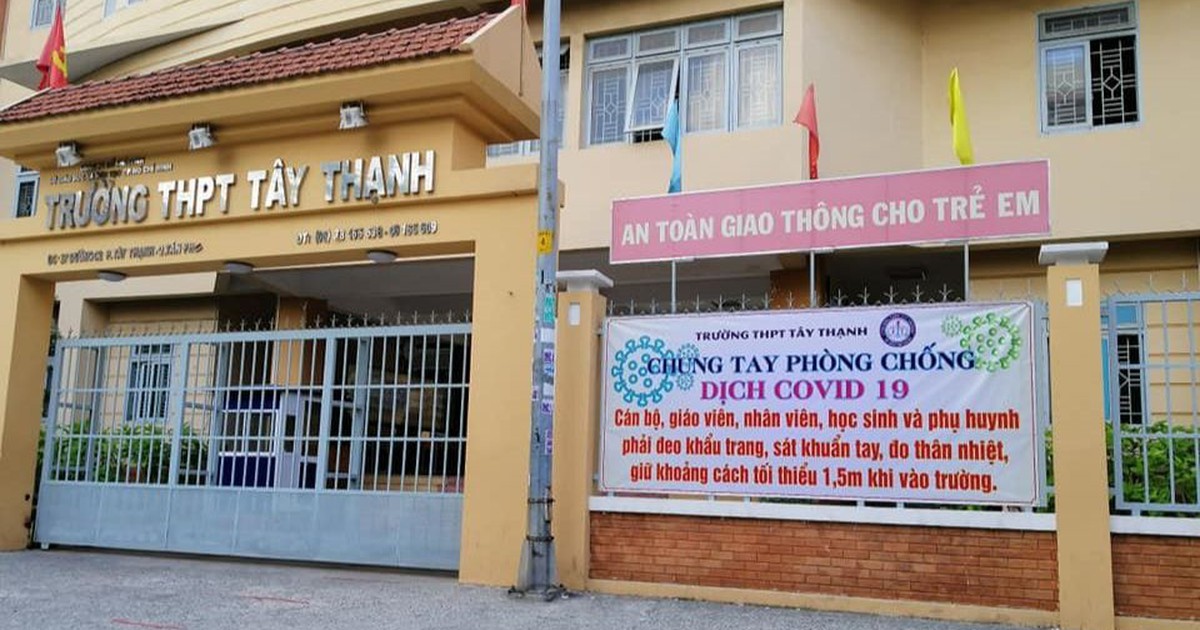 TRƯỜNG THPT TÂY THẠNH
P. TÂY THẠNH
AN TOÀN GIAO THÔNG CHO TRẺ EM
TRƯỜNG THPT TÂY THẠNH
CHUNG TAY PHÒNG CHỐNG
DỊCH COVID 19
Cán bộ, giáo viên, nhân viên, học sinh và phụ huynh
phải đeo khẩu trang, sát khuẩn tay, đo thân nhiệt,
giữ khoảng cách tối thiểu 1,5m khi vào trường.